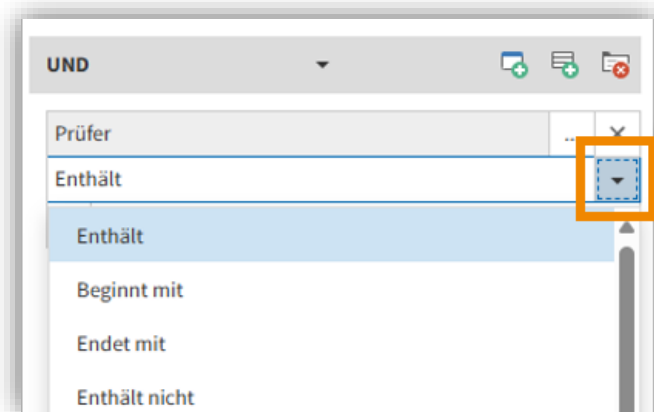 UND
Prüfer ...
Enthält
Enthält
Beginnt mit
Endet mit
Enthält nicht